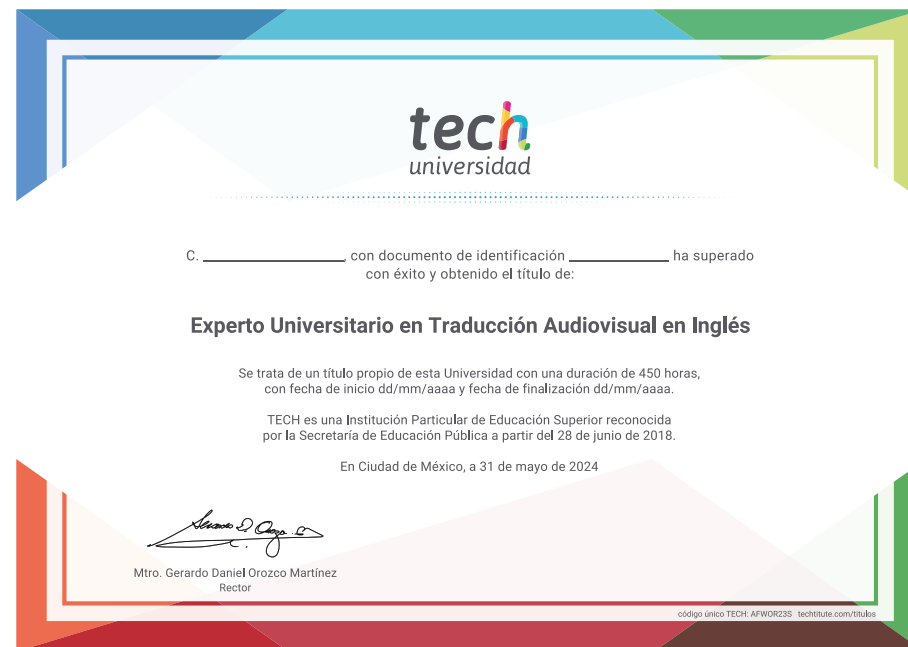 tech
universidad
C. ____________, con documento de identificación ____________ ha superado
con éxito y obtenido el título de:
Experto Universitario en Traducción Audiovisual en Inglés
Se trata de un título propio de esta Universidad con una duración de 450 horas,
con fecha de inicio dd/mm/aaaa y fecha de finalización dd/mm/aaaa.
TECH es una Institución Particular de Educación Superior reconocida
por la Secretaría de Educación Pública a partir del 28 de junio de 2018.
En Ciudad de México, a 31 de mayo de 2024
Mtro. Gerardo Daniel Orozco Martínez
Rector
código único TECH: AFWOR23S techtitute.com/titulos